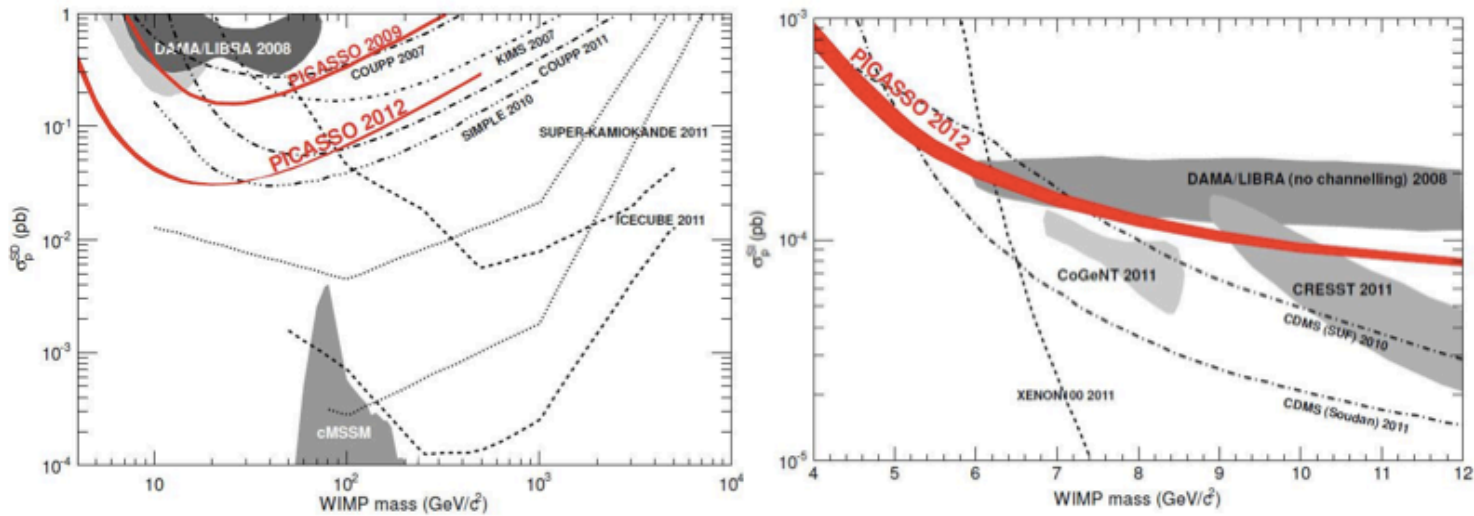 1
10⁻¹
10⁻²
10⁻³
10⁻⁴
σₚˢᴰ (pb)
DAMA/LIBRA 2008
PICASSO 2009
COUPP 2007
KIMS 2007
COUPP 2011
PICASSO 2012
SIMPLE 2010
SUPER-KAMIOKANDE 2011
ICECUBE 2011
cMSSM
10
10²
10³
10⁴
WIMP mass (GeV/c²)
10⁻³
10⁻⁴
10⁻⁵
σₚˢᴵ (pb)
PICASSO 2012
DAMA/LIBRA (no channelling) 2008
CoGeNT 2011
CRESST 2011
CDMS (SUF) 2010
XENON100 2011
CDMS (Soudan) 2011
4
5
6
7
8
9
10
11
12
WIMP mass (GeV/c²)